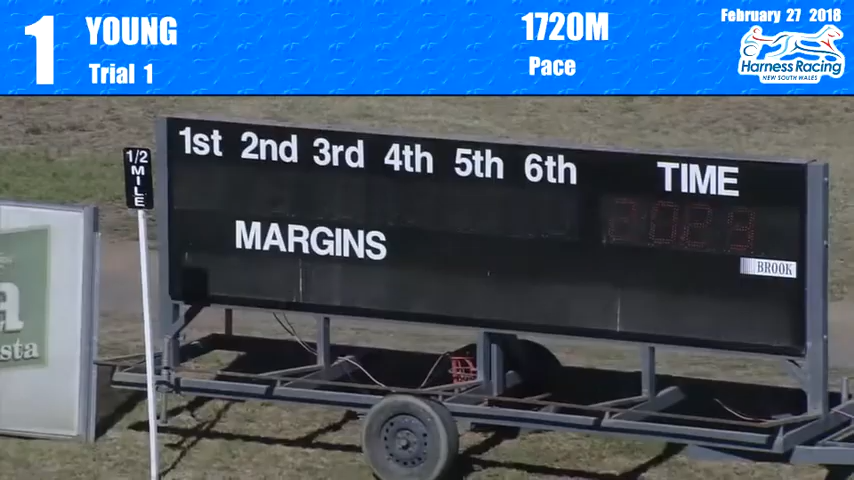 1 YOUNG 1720M February 27 2018
Trial 1 Pace
Harness Racing
NEW SOUTH WALES
1st 2nd 3rd 4th 5th 6th TIME
1/2
MILE
MARGINS
BROOK